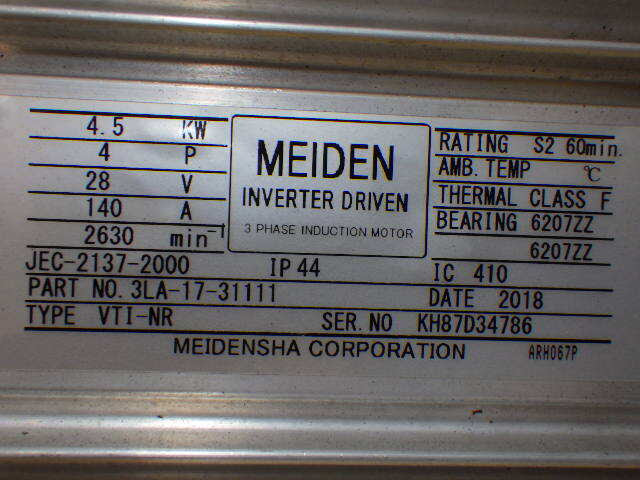 4.5 KW
4 P
28 V
140 A
2630 min⁻¹
MEIDEN
INVERTER DRIVEN
3 PHASE INDUCTION MOTOR
RATING S2 60min.
AMB. TEMP ℃
THERMAL CLASS F
BEARING 6207ZZ
6207ZZ
JEC-2137-2000 IP 44 IC 410
PART NO. 3LA-17-31111 DATE 2018
TYPE VTI-NR SER.NO KH87D34786
MEIDENSHA CORPORATION ARH067P